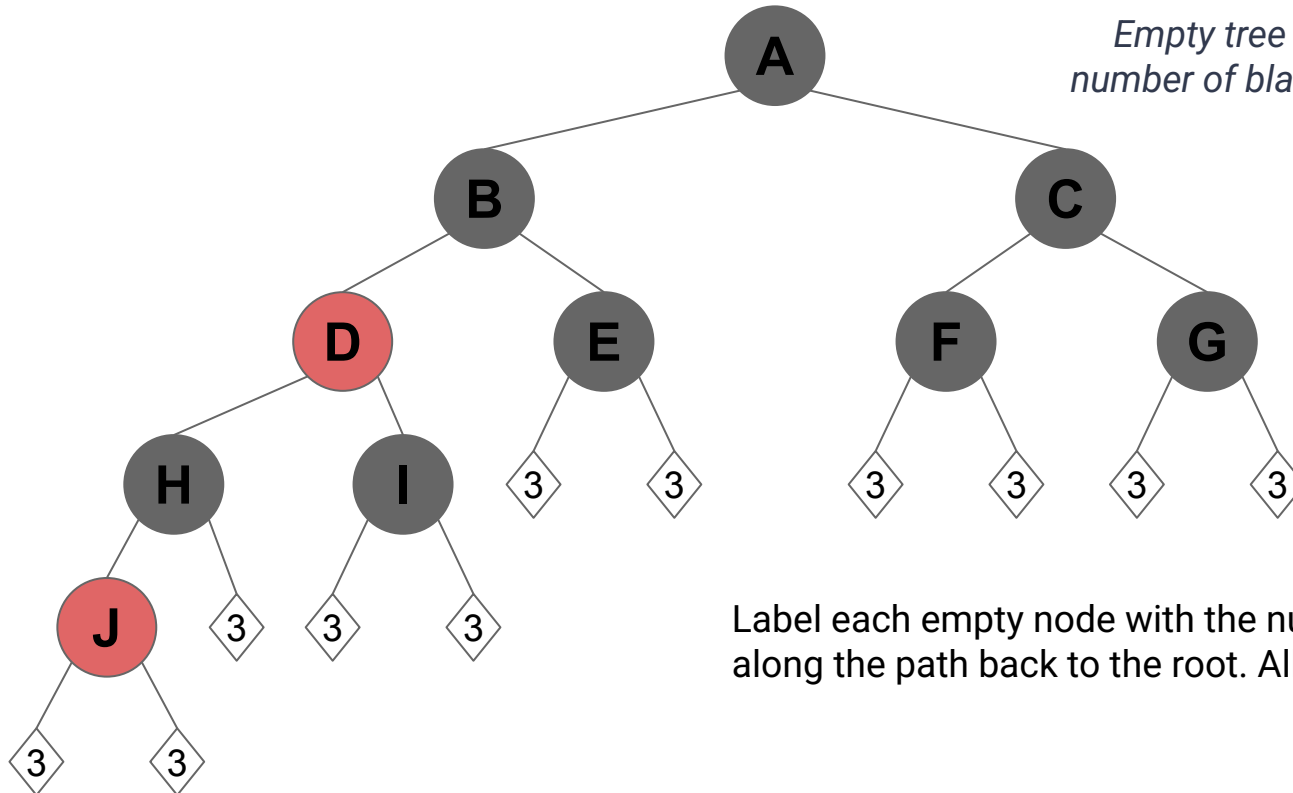 A
Empty tree
number of bla
B
C
D
E
F
G
H
I
3
3
3
3
3
3
J
3
3
3
Label each empty node with the nu
along the path back to the root. Al
3
3